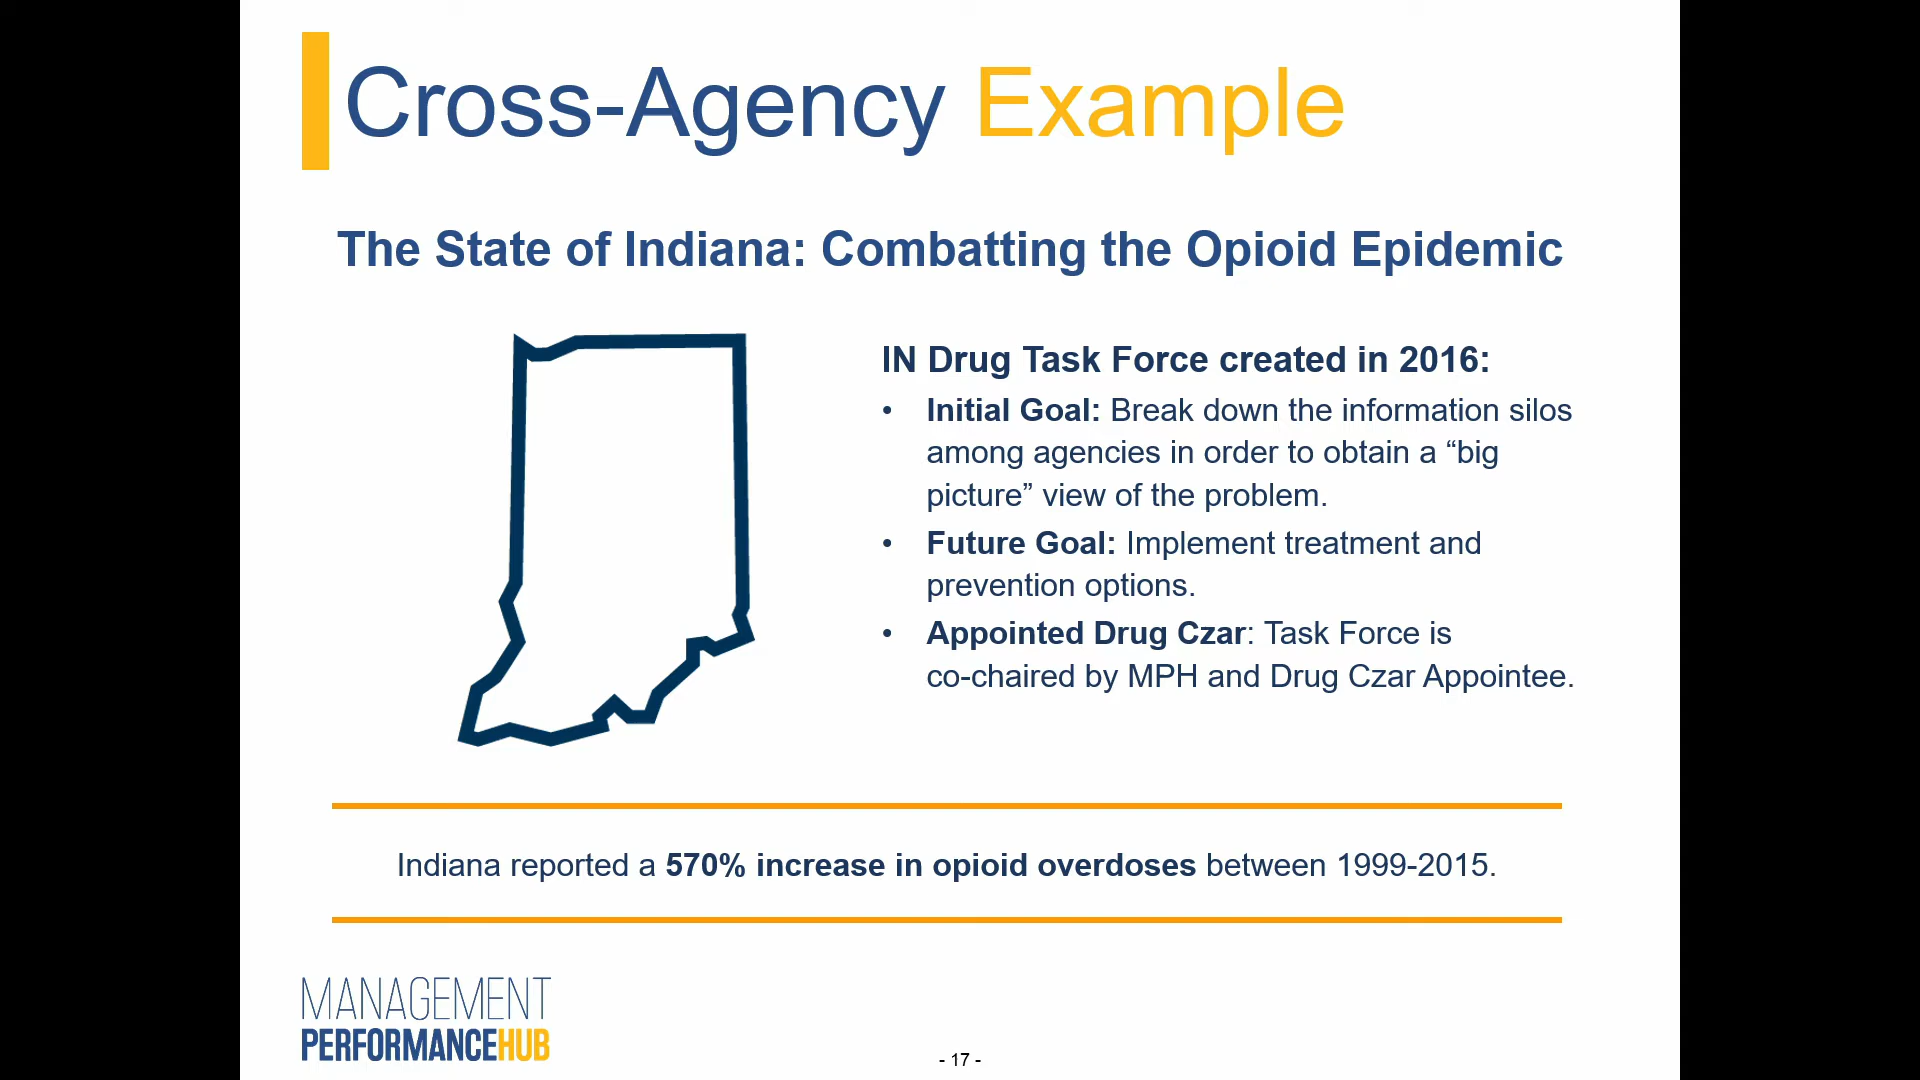 Cross-Agency Example
The State of Indiana: Combatting the Opioid Epidemic
IN Drug Task Force created in 2016:
• Initial Goal: Break down the information silos
among agencies in order to obtain a “big
picture” view of the problem.
• Future Goal: Implement treatment and
prevention options.
• Appointed Drug Czar: Task Force is
co-chaired by MPH and Drug Czar Appointee.
Indiana reported a 570% increase in opioid overdoses between 1999-2015.
MANAGEMENT
PERFORMANCEHUB
- 17 -